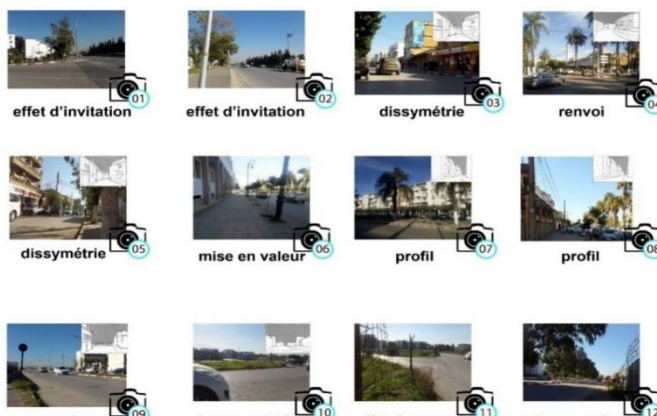 01 02 03 04
effet d'invitation effet d'invitation dissymétrie renvoi
05 06 07 08
dissymétrie mise en valeur profil profil
09 10 11